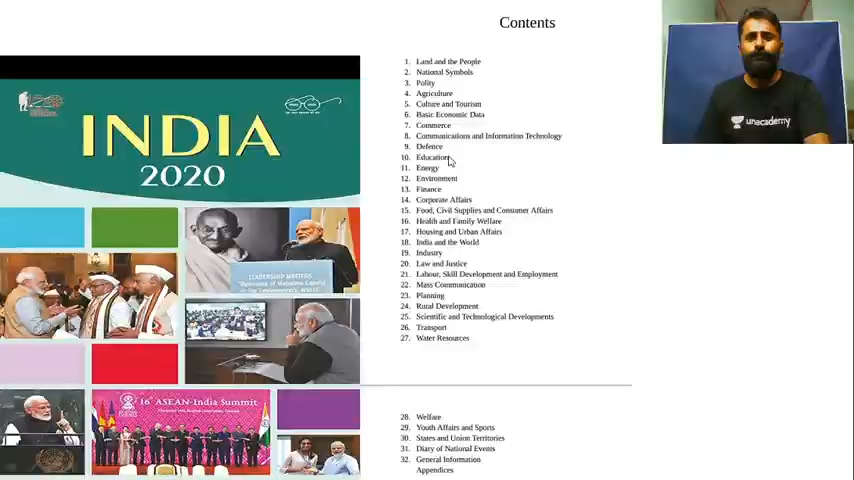 Contents
INDIA
2020
LEADERSHIP MATTERS
16th ASEAN-India Summit
1. Land and the People
2. National Symbols
3. Polity
4. Agriculture
5. Culture and Tourism
6. Basic Economic Data
7. Commerce
8. Communications and Information Technology
9. Defence
10. Education
11. Energy
12. Environment
13. Finance
14. Corporate Affairs
15. Food, Civil Supplies and Consumer Affairs
16. Health and Family Welfare
17. Housing and Urban Affairs
18. India and the World
19. Industry
20. Law and Justice
21. Labour, Skill Development and Employment
22. Mass Communication
23. Planning
24. Rural Development
25. Scientific and Technological Developments
26. Transport
27. Water Resources
28. Welfare
29. Youth Affairs and Sports
30. States and Union Territories
31. Diary of National Events
32. General Information
Appendices
unacademy